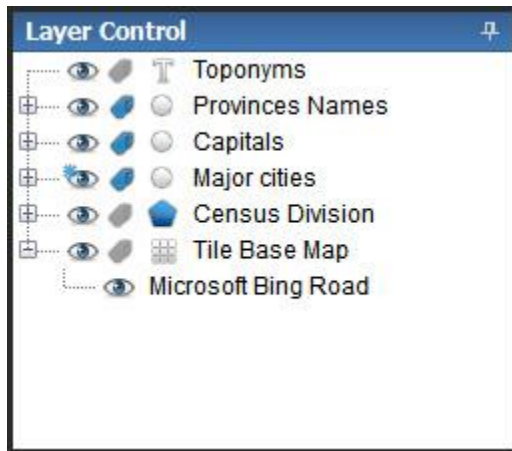 Layer Control
Toponyms
Provinces Names
Capitals
Major cities
Census Division
Tile Base Map
Microsoft Bing Road